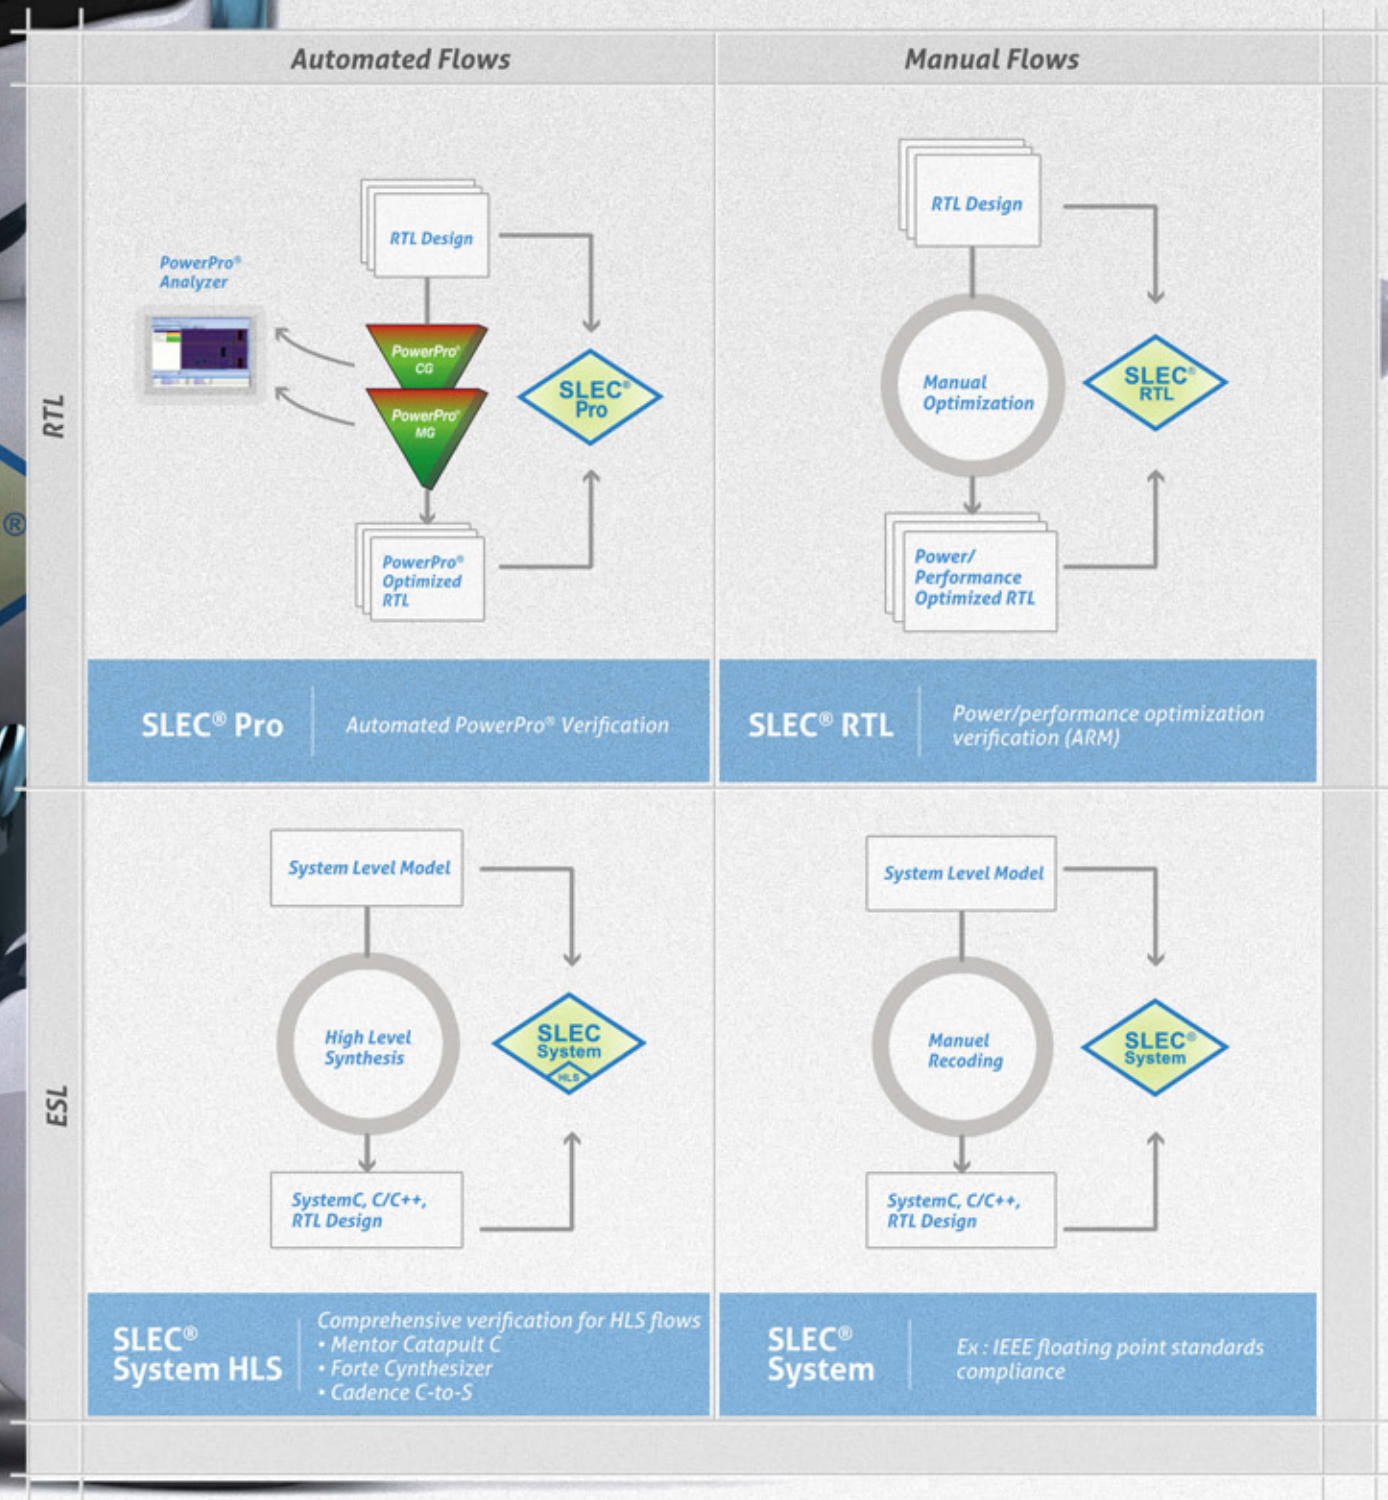 Automated Flows
Manual Flows
RTL
RTL Design
PowerPro®
Analyzer
PowerPro®
CG
PowerPro®
MG
SLEC®
Pro
PowerPro®
Optimized
RTL
RTL Design
Manual
Optimization
SLEC®
RTL
Power/
Performance
Optimized RTL
®
SLEC® Pro
Automated PowerPro® Verification
SLEC® RTL
Power/performance optimization
verification (ARM)
ESL
System Level Model
High Level
Synthesis
SLEC
System
HLS
SystemC, C/C++,
RTL Design
System Level Model
Manuel
Recoding
SLEC®
System
SystemC, C/C++,
RTL Design
SLEC®
System HLS
Comprehensive verification for HLS flows
• Mentor Catapult C
• Forte Cynthesizer
• Cadence C-to-S
SLEC®
System
Ex : IEEE floating point standards
compliance